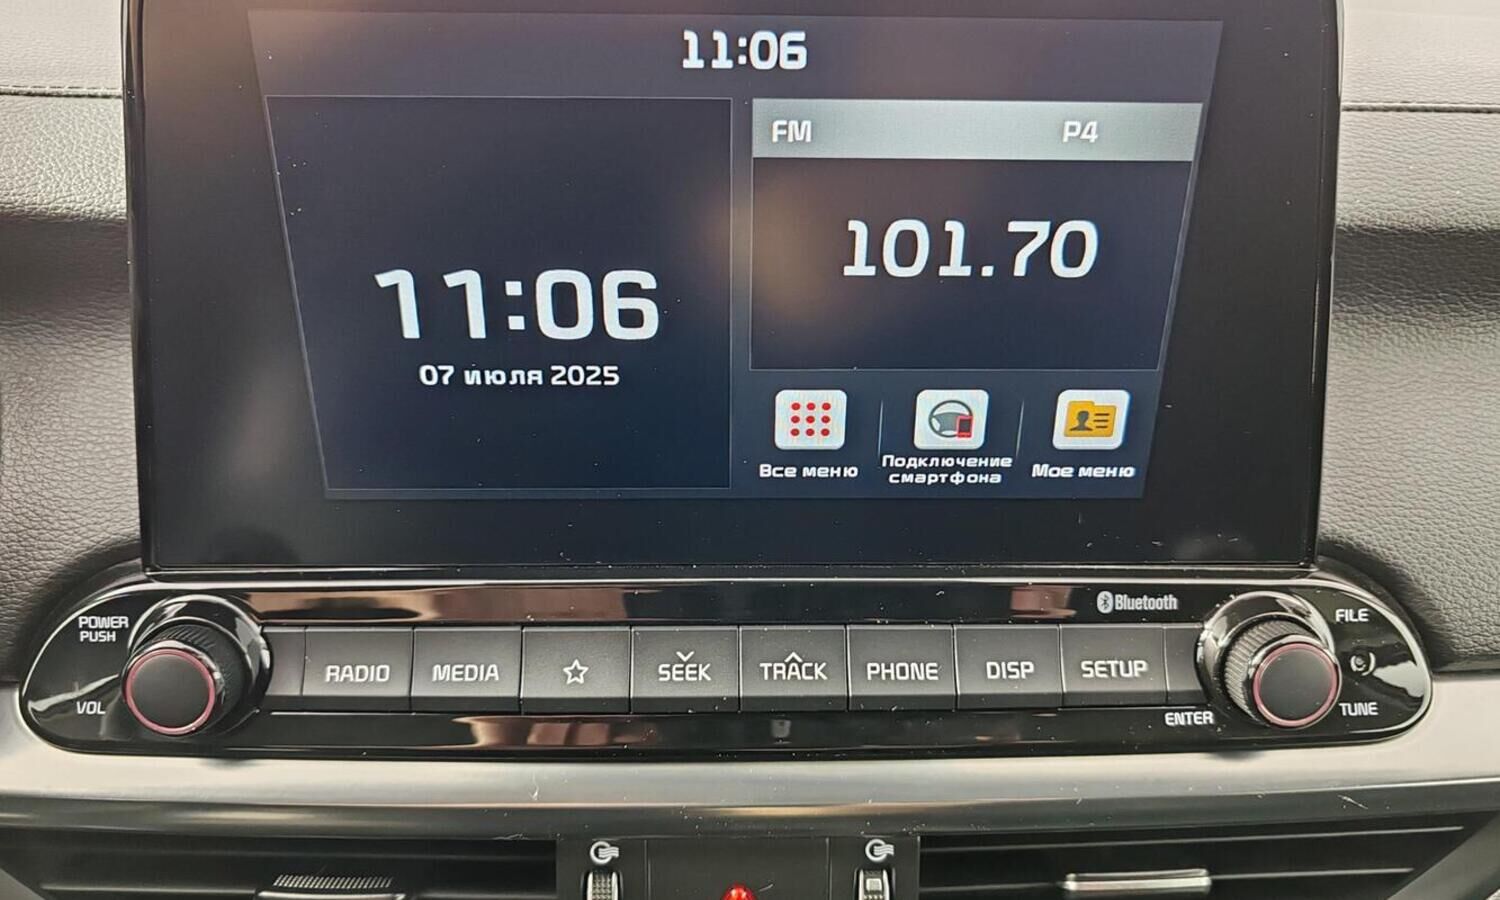 11:06
11:06
07 июля 2025
FM P4
101.70
Все меню
Подключение
смартфона
Мое меню
Bluetooth
POWER
PUSH
VOL
RADIO
MEDIA
SEEK
TRACK
PHONE
DISP
SETUP
ENTER
FILE
TUNE